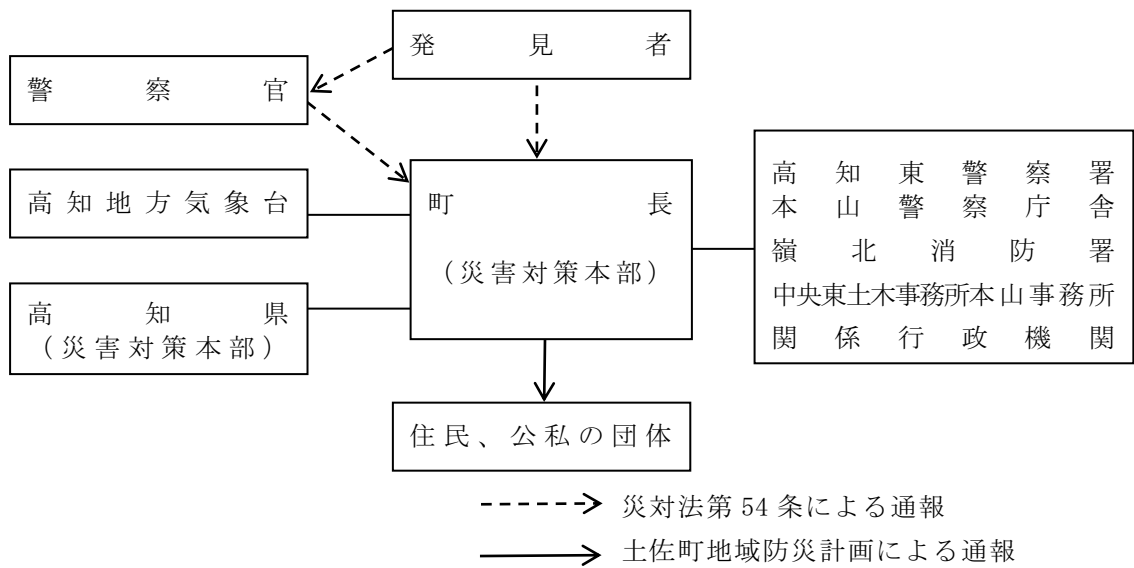 発見者
警察官
高知地方気象台
高知県
（災害対策本部）
町長
（災害対策本部）
高知東警察署
本山警察庁舎
嶺北消防署
中央東土木事務所本山事務所
関係行政機関
住民、公私の団体
災対法第54条による通報
土佐町地域防災計画による通報